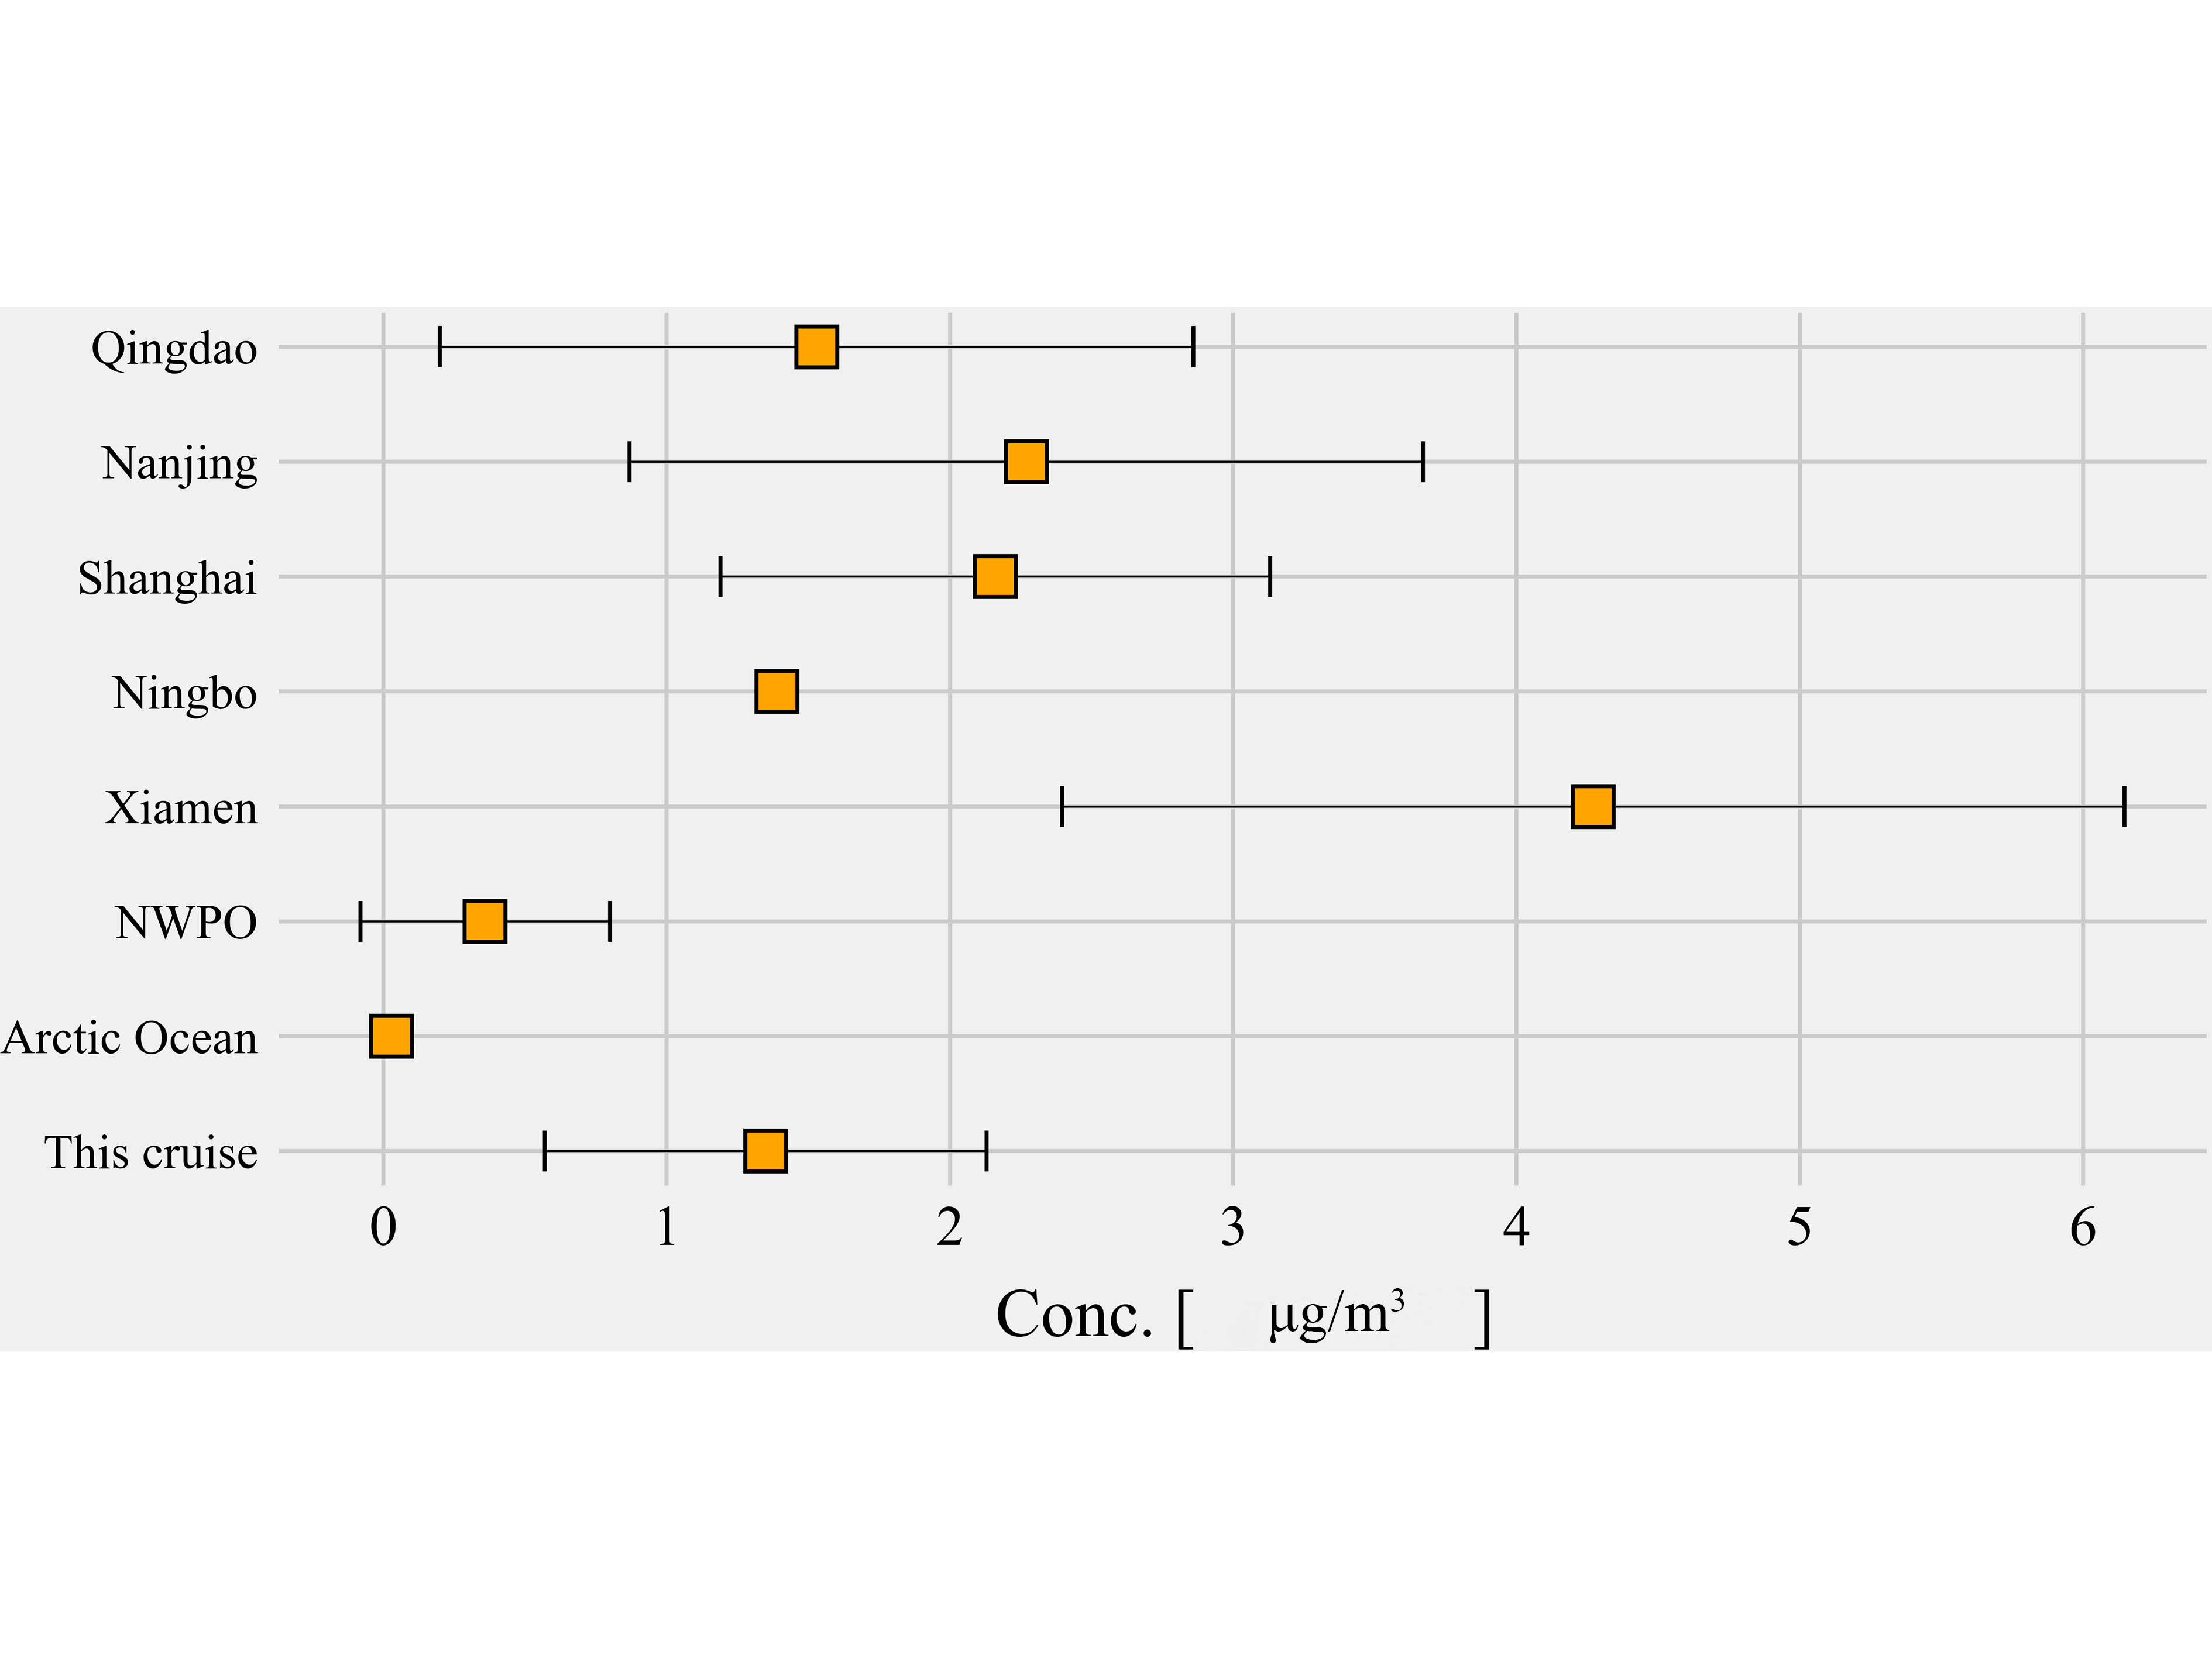 Qingdao
Nanjing
Shanghai
Ningbo
Xiamen
NWPO
Arctic Ocean
This cruise
0 1 2 3 4 5 6
Conc. [ μg/m³ ]